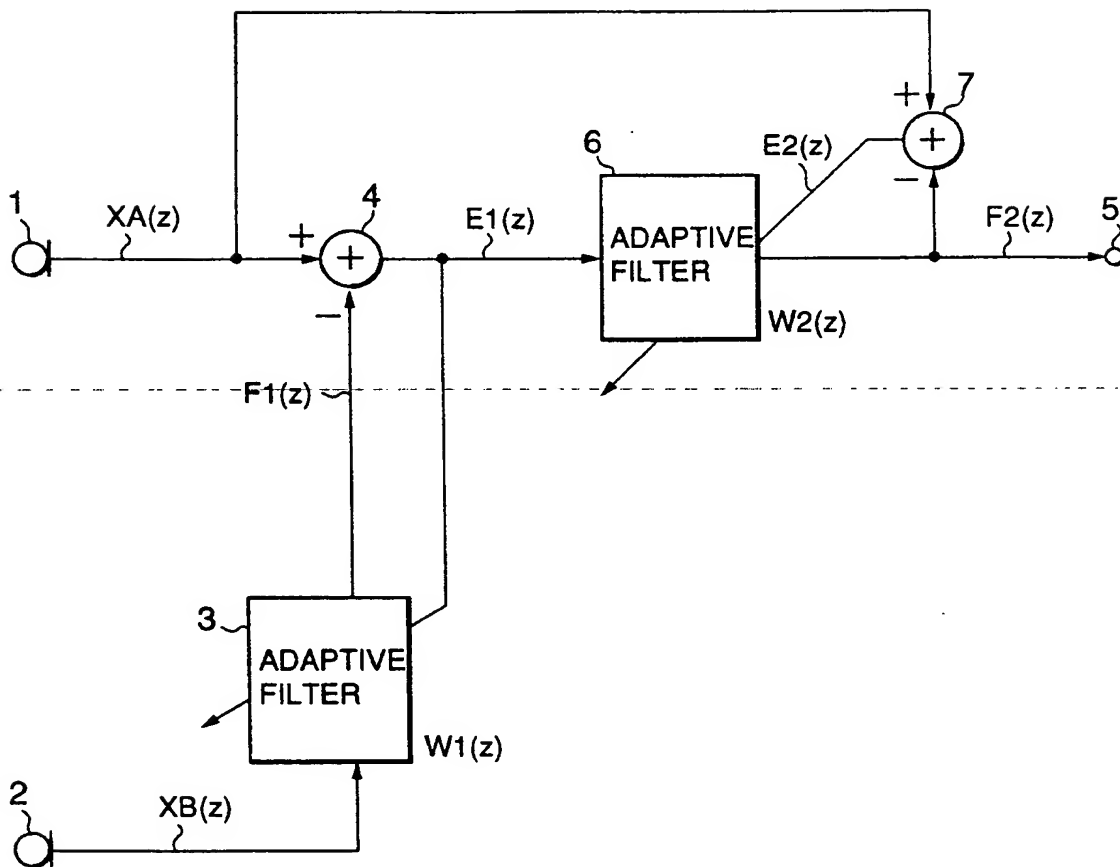 +
7
6
E2(z)
+
−
1
XA(z)
4
E1(z)
F2(z)
5
+
+
ADAPTIVE
FILTER
−
W2(z)
F1(z)
3
ADAPTIVE
FILTER
W1(z)
2
XB(z)